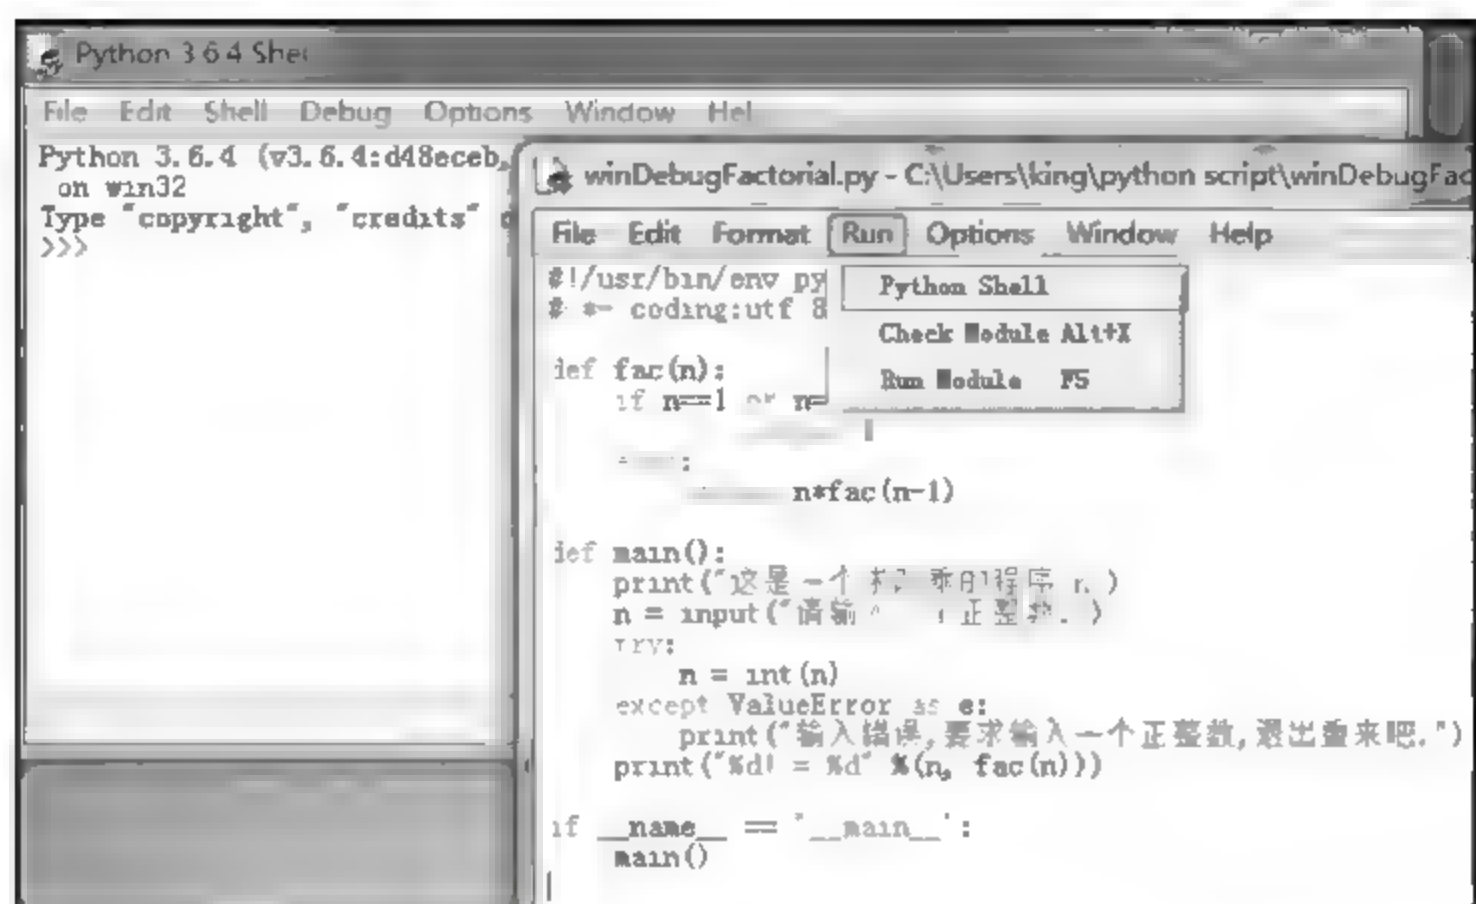 Python 3.6.4 Shel
File Edit Shell Debug Options Window Hel
Python 3.6.4 (v3.6.4:d48eceb,
on win32
Type "copyright", "credits"
>>>
winDebugFactorial.py - C:\Users\king\python script\winDebugFac
File Edit Format Run Options Window Help
Python Shell
Check Module Alt+X
Run Module F5
#!/usr/bin/env py
# *- coding:utf 8
def fac(n):
if n==1 or n=
n*fac(n-1)
def main():
print("这是一个 程序
n = input("请输 正整
try:
n = int(n)
except ValueError as e:
print("输入错误,要求输入一个正整数,退出重来吧.")
print("%d! = %d" %(n, fac(n)))
if __name__ == '__main__':
main()